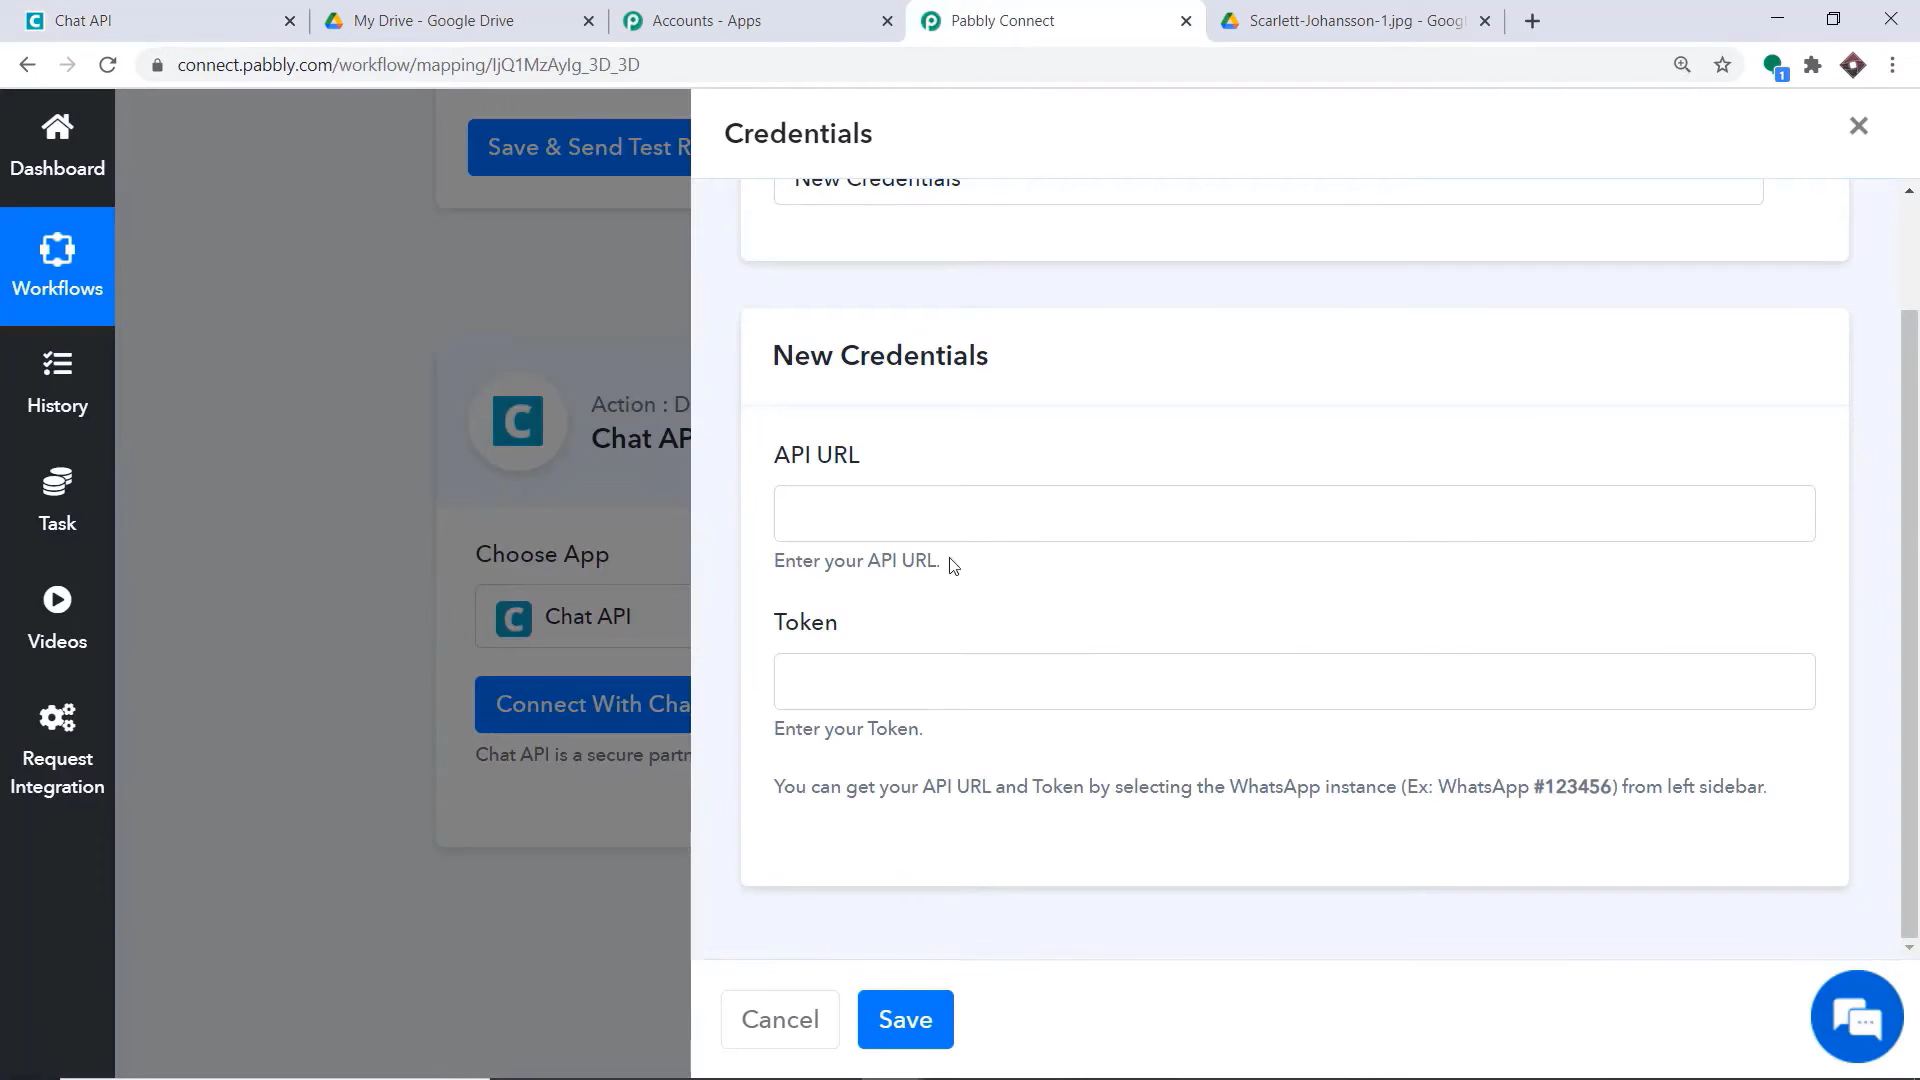 Chat API
My Drive - Google Drive
Accounts - Apps
Pabbly Connect
Scarlett-Johansson-1.jpg - Goog
connect.pabbly.com/workflow/mapping/IjQ1MzAyIg_3D_3D
1
Dashboard
Workflows
History
Task
Videos
Request
Integration
Save & Send Test R
C
Action : D
Chat AP
Choose App
C
Chat API
Connect With Cha
Chat API is a secure partn
Credentials
New Credentials
New Credentials
API URL
Enter your API URL.
Token
Enter your Token.
You can get your API URL and Token by selecting the WhatsApp instance (Ex: WhatsApp #123456) from left sidebar.
Cancel
Save